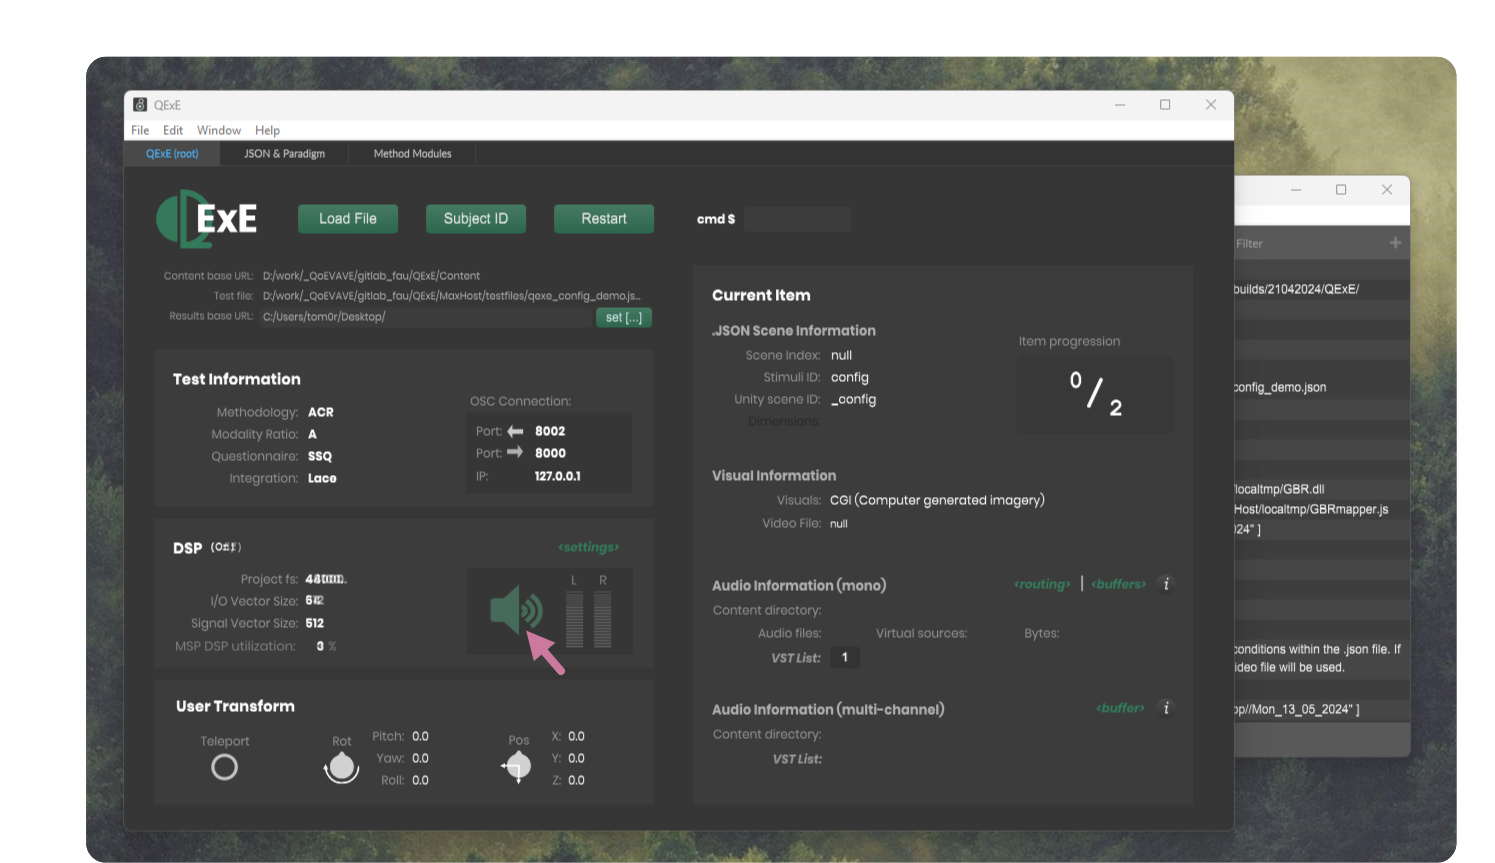 QExE
File Edit Window Help
QExE (root) JSON & Paradigm Method Modules
ExE
Load File Subject ID Restart cmd $
Content base URL: D:/work/_QoEVAVE/gitlab_fau/QExE/Content
Test file: D:/work/_QoEVAVE/gitlab_fau/QExE/MaxHost/testfiles/qexe_config_demo.js...
Results base URL: C:/Users/tom0r/Desktop/ set [...]
Test Information
Methodology: ACR
Modality Ratio: A
Questionnaire: SSQ
Integration: Lace
OSC Connection:
Port: 8002
Port: 8000
IP: 127.0.0.1
DSP <settings>
Project fs:
I/O Vector Size:
Signal Vector Size: 512
MSP DSP utilization: %
L R
User Transform
Teleport
Rot
Pitch: 0.0
Yaw: 0.0
Roll: 0.0
Pos
X: 0.0
Y: 0.0
Z: 0.0
Current Item
.JSON Scene Information
Scene Index: null
Stimuli ID: config
Unity scene ID: _config
Dimensions:
Item progression
0/2
Visual Information
Visuals: CGI (Computer generated imagery)
Video File: null
Audio Information (mono) <routing> | <buffers> i
Content directory:
Audio files: Virtual sources: Bytes:
VST List: 1
Audio Information (multi-channel) <buffer> i
Content directory:
VST List:
Filter
builds/21042024/QExE/
config_demo.json
/localtmp/GBR.dll
Host/localtmp/GBRmapper.js
024" ]
conditions within the .json file. If
ideo file will be used.
op//Mon_13_05_2024" ]